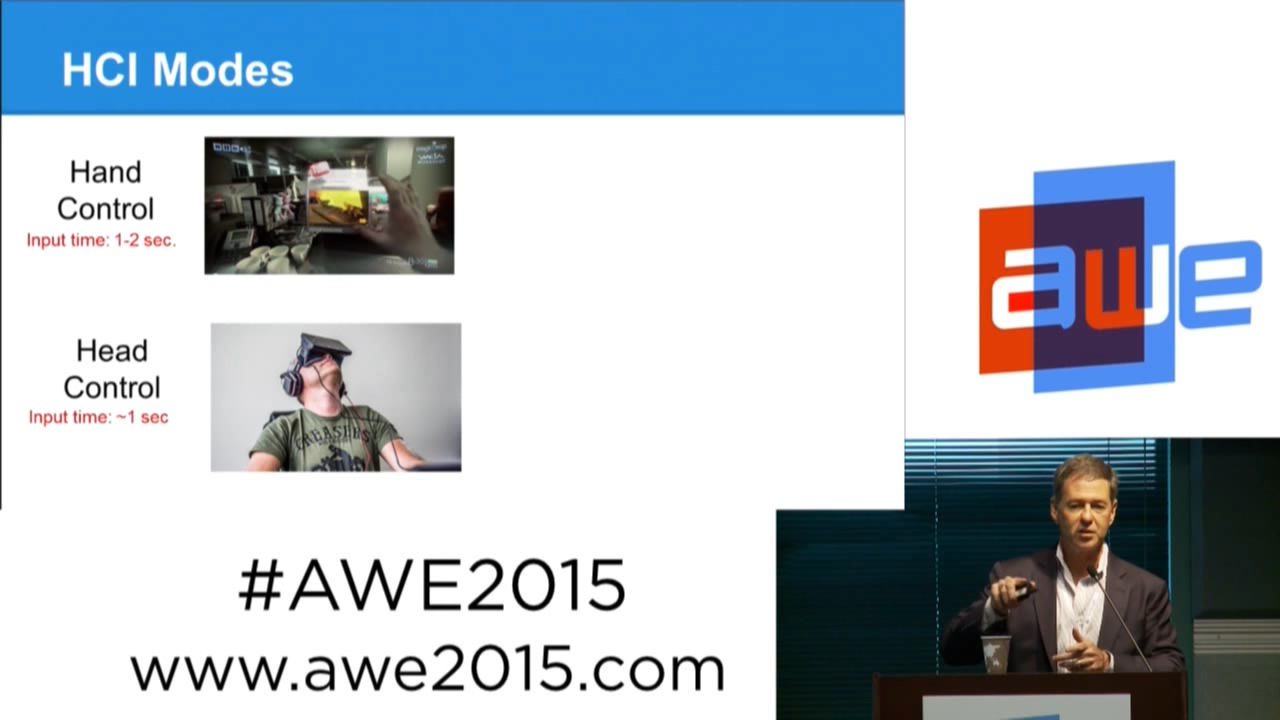 HCI Modes
Hand
Control
Input time: 1-2 sec.
Head
Control
Input time: ~1 sec
GREASERS
awe
#AWE2015
www.awe2015.com